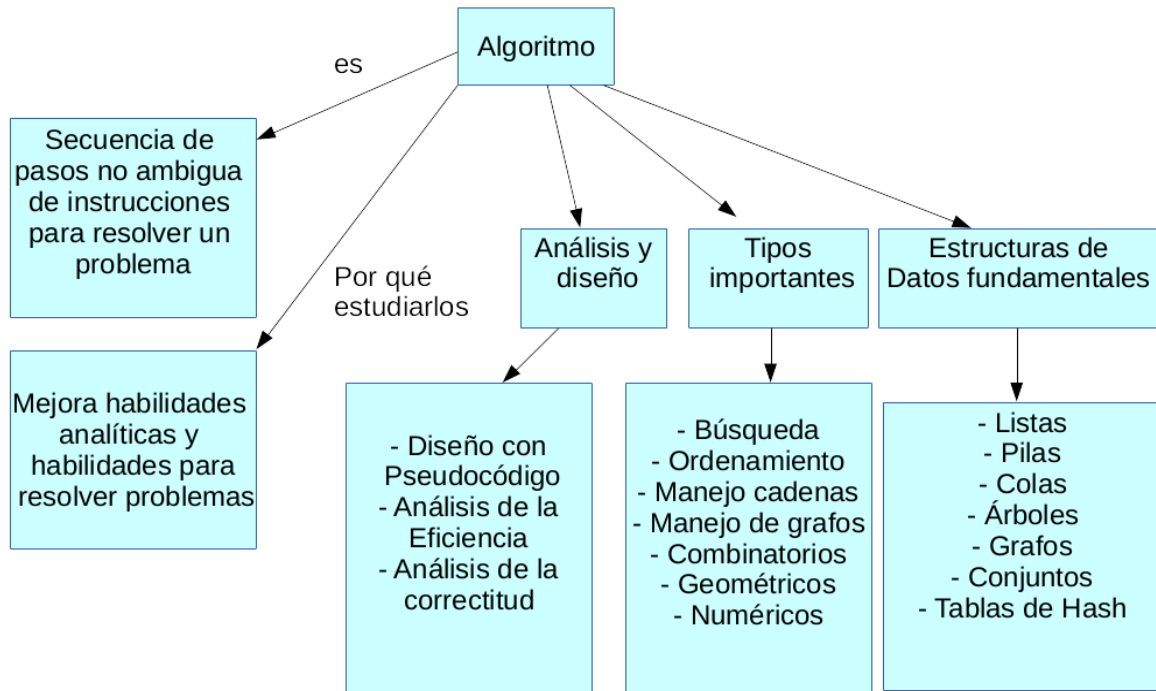 Algoritmo
es
Secuencia de
pasos no ambigua
de instrucciones
para resolver un
problema
Por qué
estudiarlos
Mejora habilidades
analíticas y
habilidades para
resolver problemas
Análisis y
diseño
- Diseño con
Pseudocódigo
- Análisis de la
Eficiencia
- Análisis de la
correctitud
Tipos
importantes
- Búsqueda
- Ordenamiento
- Manejo cadenas
- Manejo de grafos
- Combinatorios
- Geométricos
- Numéricos
Estructuras de
Datos fundamentales
- Listas
- Pilas
- Colas
- Árboles
- Grafos
- Conjuntos
- Tablas de Hash